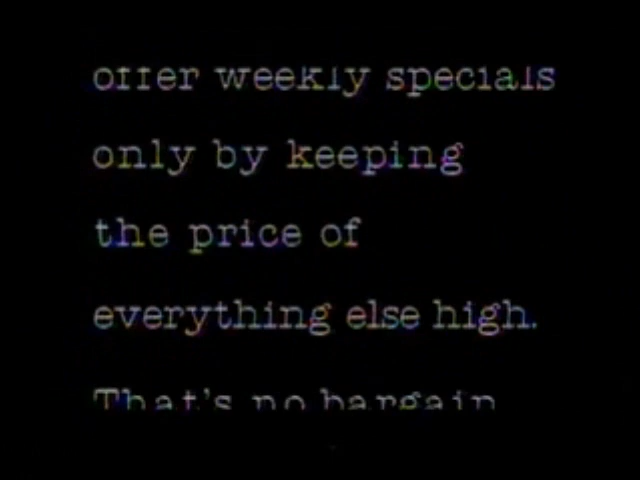 offer weekly specials
only by keeping
the price of
everything else high.
That's no bargain